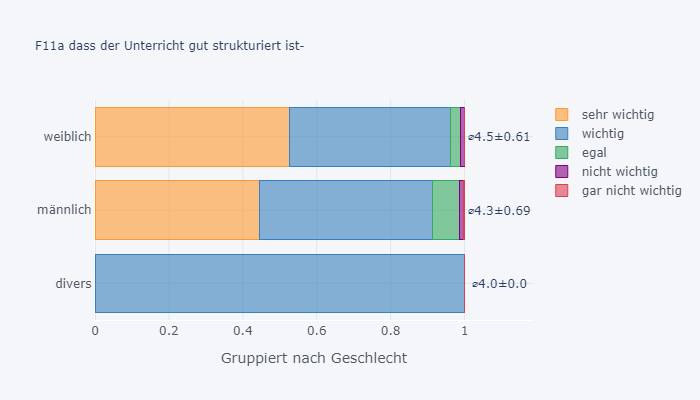 F11a dass der Unterricht gut strukturiert ist-
weiblich
⌀4.5±0.61
männlich
⌀4.3±0.69
divers
⌀4.0±0.0
0
0.2
0.4
0.6
0.8
1
Gruppiert nach Geschlecht
sehr wichtig
wichtig
egal
nicht wichtig
gar nicht wichtig